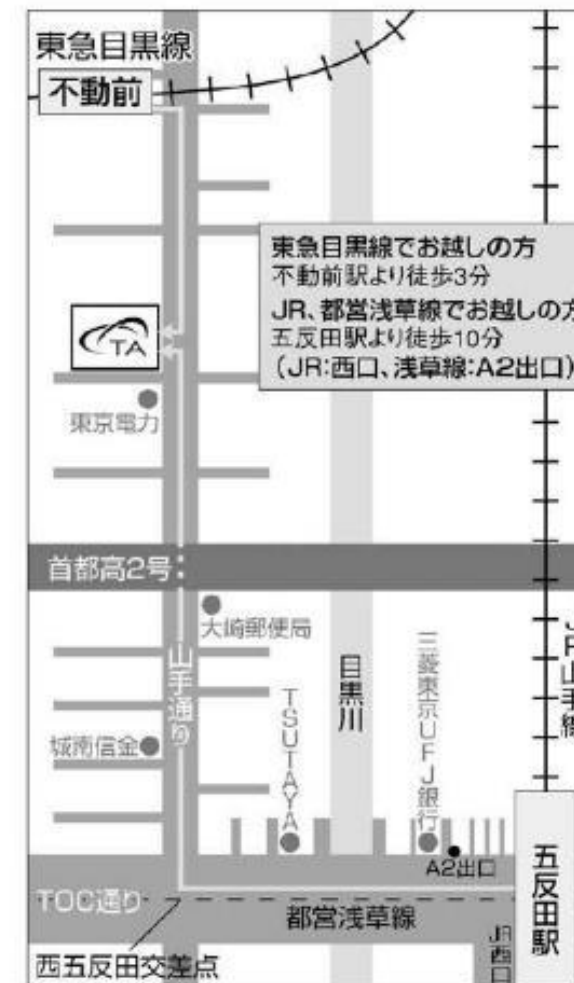 東急目黒線
不動前
東急目黒線でお越しの方
不動前駅より徒歩3分
JR、都営浅草線でお越しの方
五反田駅より徒歩10分
(JR:西口、浅草線:A2出口)
TA
東京電力
首都高2号
大崎郵便局
山手通り
目黒川
三菱東京UFJ銀行
JR山手線
TSUTAYA
城南信金
A2出口
五反田駅
TOC通り
都営浅草線
JR西口
西五反田交差点